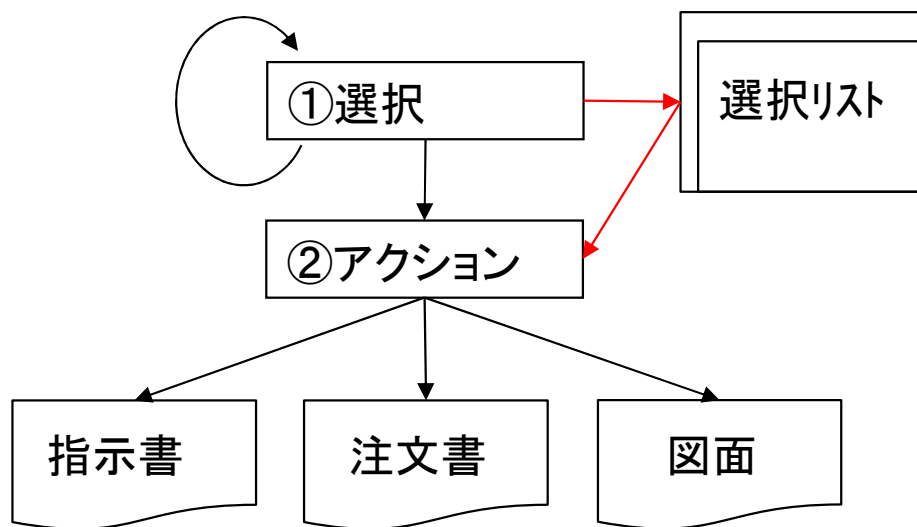 ①選択
選択リスト
②アクション
指示書
注文書
図面